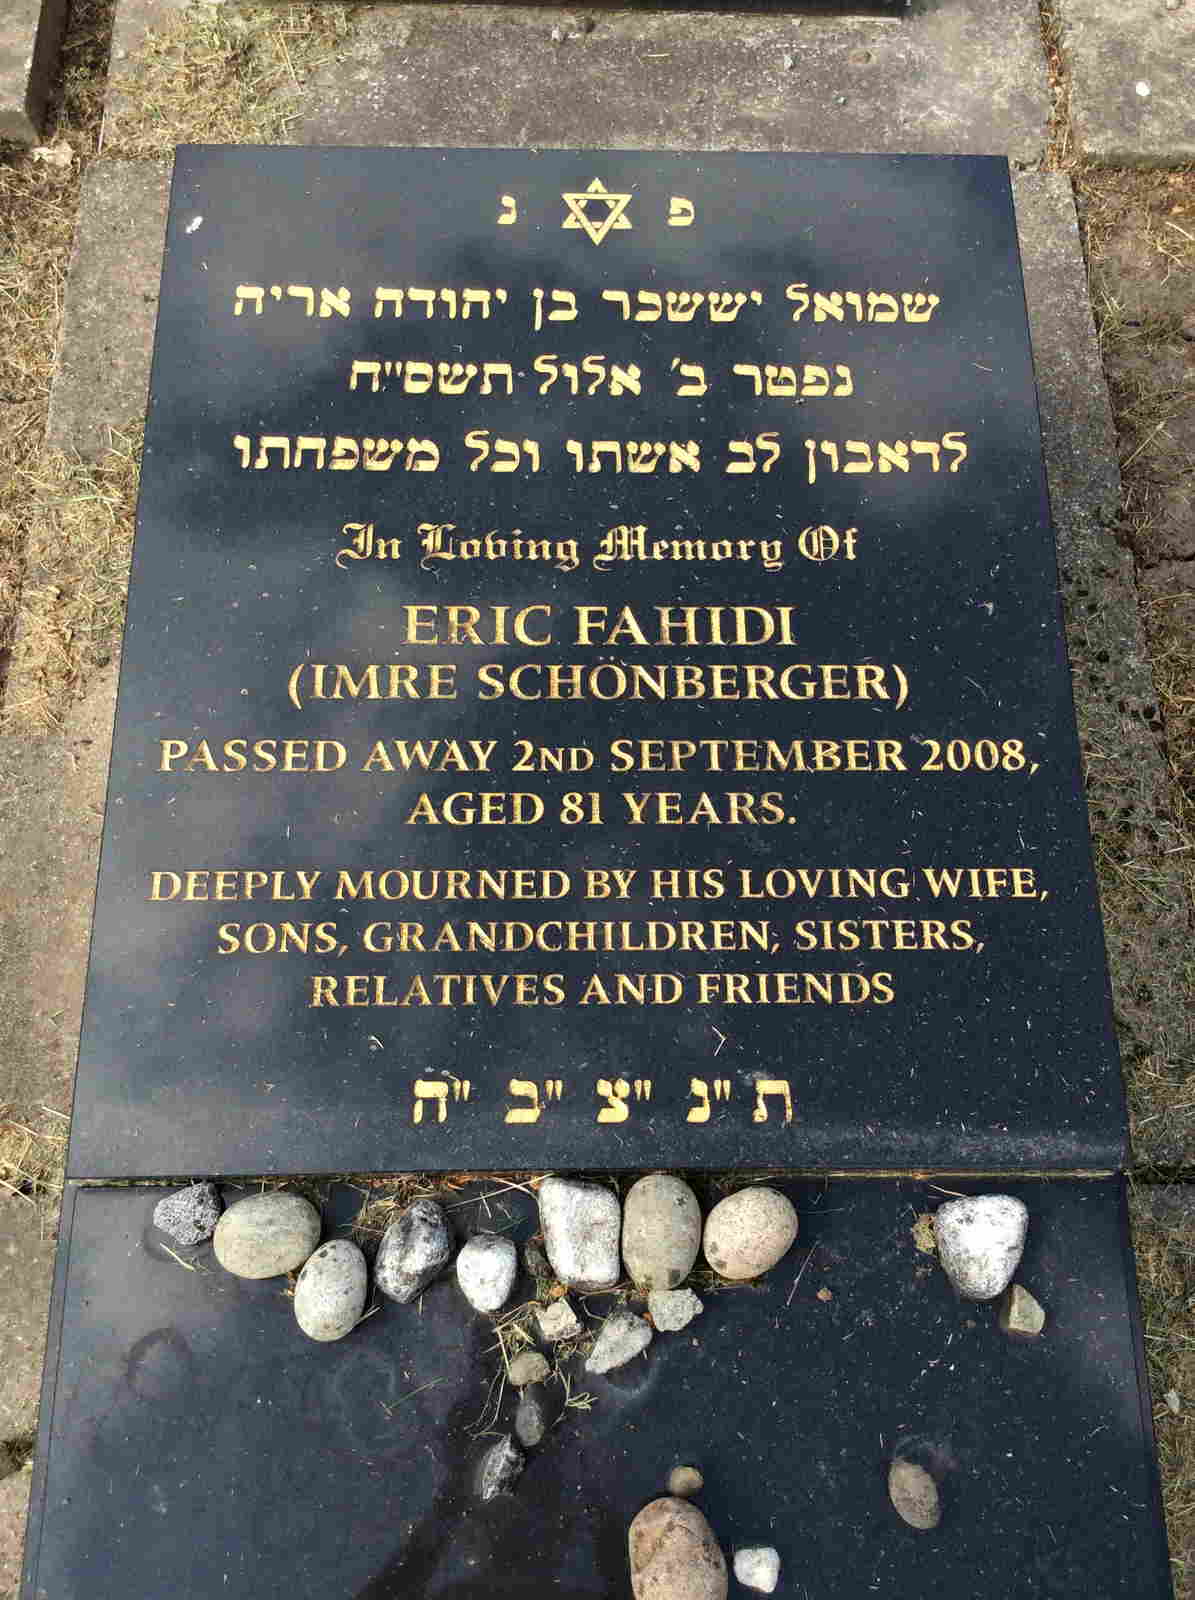 פ נ
שמואל יששכר בן יהודה אריה
נפטר ב' אלול תשס"ח
לדאבון לב אשתו וכל משפחתו
In Loving Memory Of
ERIC FAHIDI
(IMRE SCHÖNBERGER)
PASSED AWAY 2ND SEPTEMBER 2008,
AGED 81 YEARS.
DEEPLY MOURNED BY HIS LOVING WIFE,
SONS, GRANDCHILDREN, SISTERS,
RELATIVES AND FRIENDS
ת "נ "צ "ב "ה